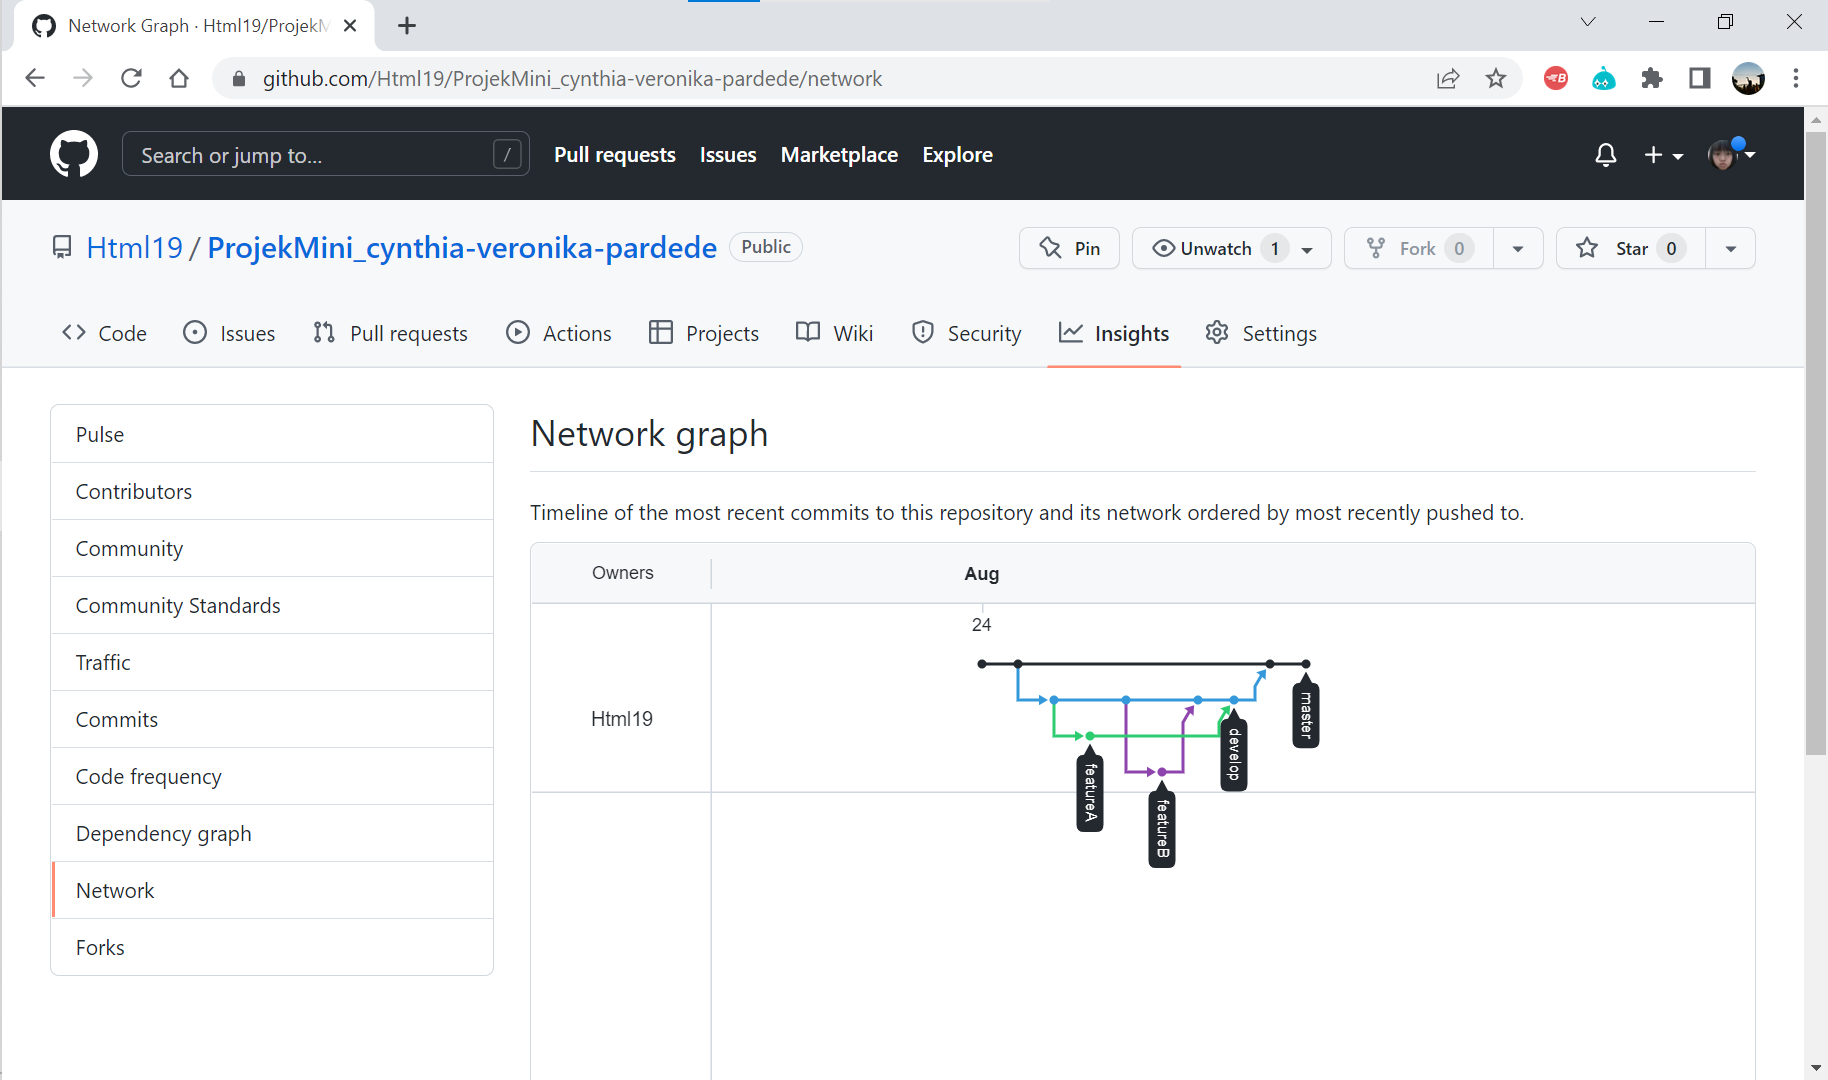 Network Graph · Html19/ProjekM
github.com/Html19/ProjekMini_cynthia-veronika-pardede/network
Search or jump to... /
Pull requests Issues Marketplace Explore
Html19 / ProjekMini_cynthia-veronika-pardede Public
Pin Unwatch 1 Fork 0 Star 0
Code Issues Pull requests Actions Projects Wiki Security Insights Settings
Pulse
Contributors
Community
Community Standards
Traffic
Commits
Code frequency
Dependency graph
Network
Forks
Network graph
Timeline of the most recent commits to this repository and its network ordered by most recently pushed to.
Owners Aug
24
Html19
master
develop
featureA
featureB